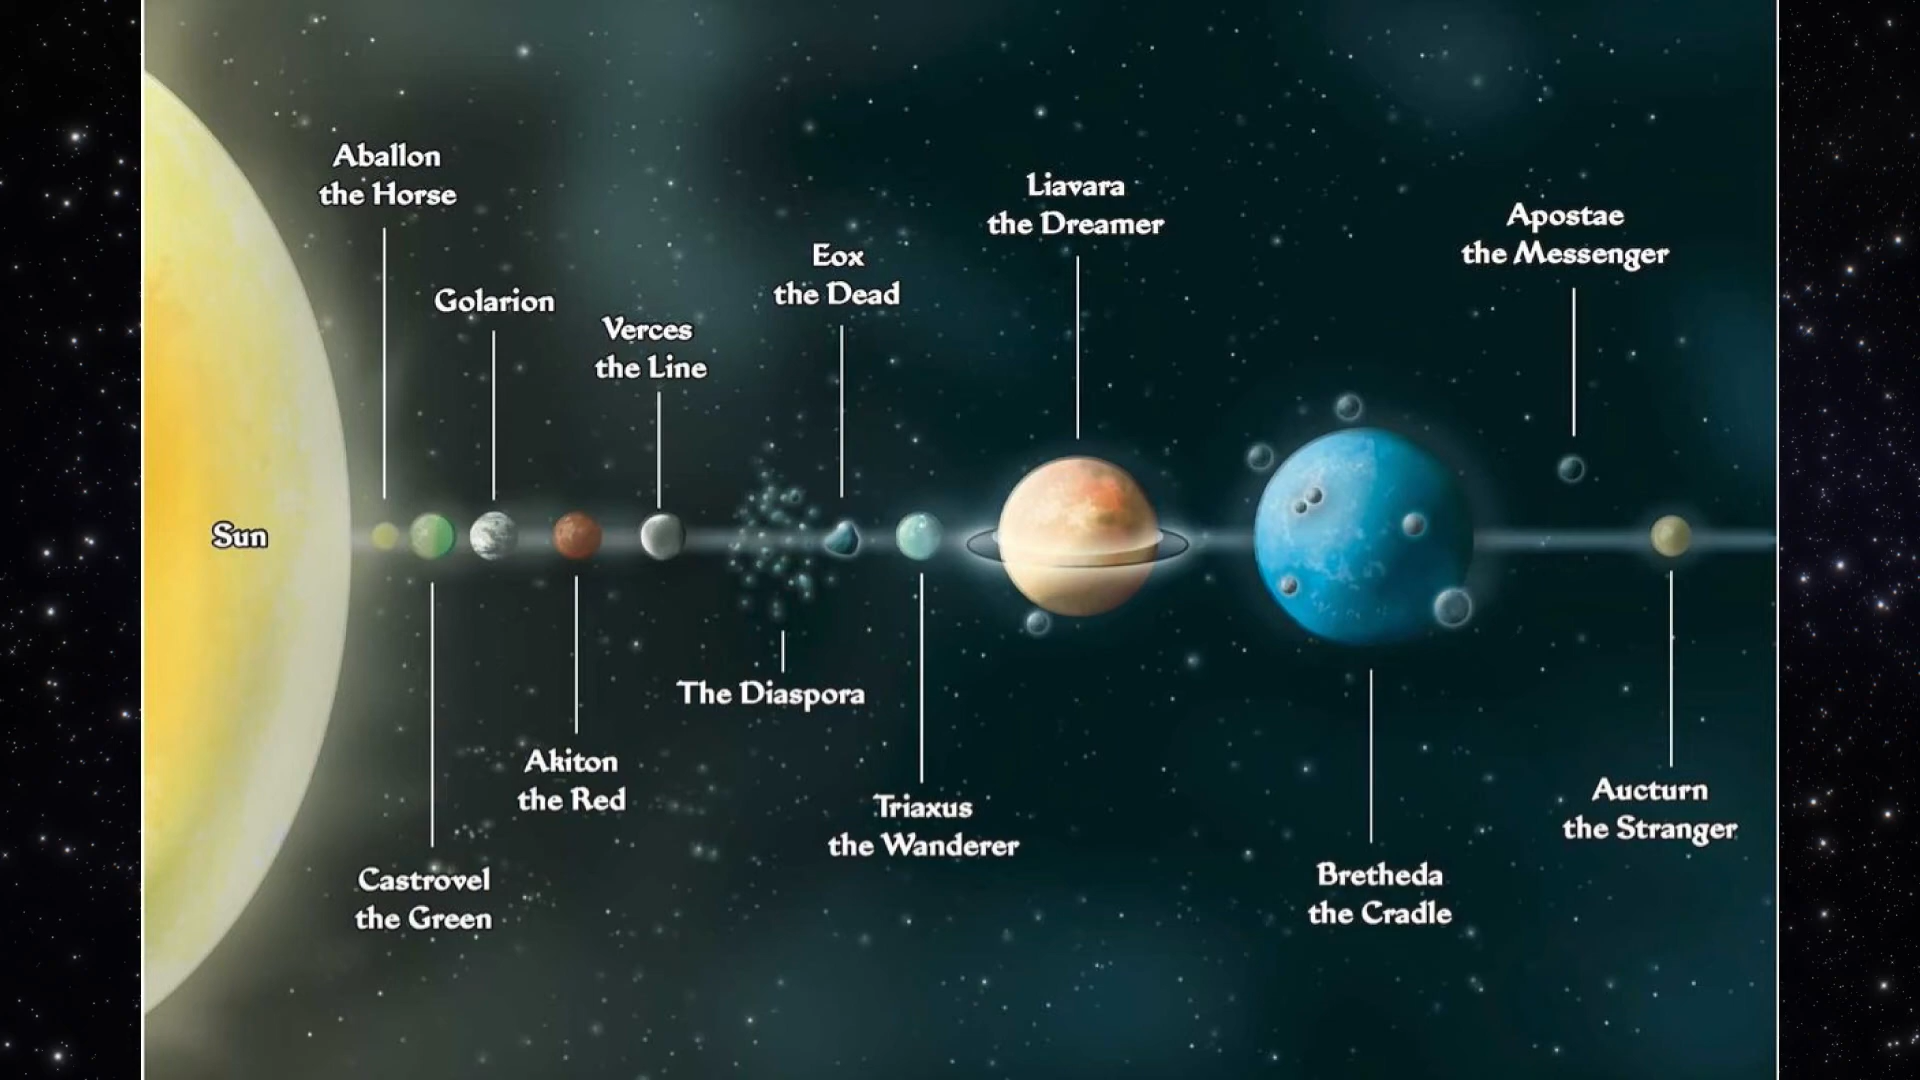 Aballon
the Horse
Liavara
the Dreamer
Apostae
the Messenger
Eox
the Dead
Golarion
Verces
the Line
Sun
The Diaspora
Akiton
the Red
Triaxus
the Wanderer
Aucturn
the Stranger
Castrovel
the Green
Bretheda
the Cradle